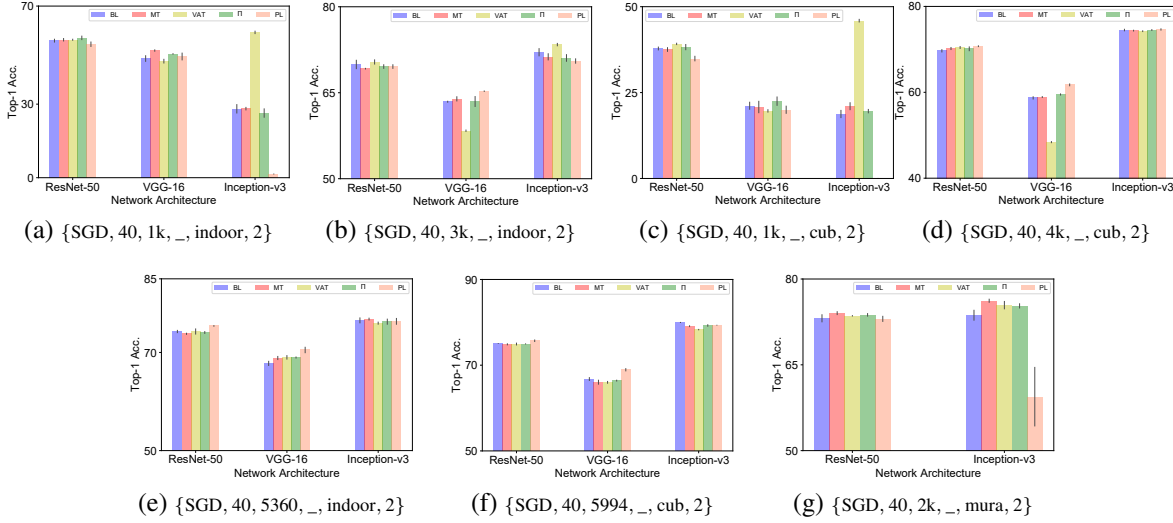 70
BL MT VAT Π PL
30
0
Top-1 Acc.
ResNet-50 VGG-16 Inception-v3
Network Architecture
(a) {SGD, 40, 1k, _, indoor, 2}
80
BL MT VAT Π PL
65
50
Top-1 Acc.
ResNet-50 VGG-16 Inception-v3
Network Architecture
(b) {SGD, 40, 3k, _, indoor, 2}
50
BL MT VAT Π PL
25
0
Top-1 Acc.
ResNet-50 VGG-16 Inception-v3
Network Architecture
(c) {SGD, 40, 1k, _, cub, 2}
80
BL MT VAT Π PL
60
40
Top-1 Acc.
ResNet-50 VGG-16 Inception-v3
Network Architecture
(d) {SGD, 40, 4k, _, cub, 2}
85
BL MT VAT Π PL
70
50
Top-1 Acc.
ResNet-50 VGG-16 Inception-v3
Network Architecture
(e) {SGD, 40, 5360, _, indoor, 2}
90
BL MT VAT Π PL
70
50
Top-1 Acc.
ResNet-50 VGG-16 Inception-v3
Network Architecture
(f) {SGD, 40, 5994, _, cub, 2}
80
BL MT VAT Π PL
65
50
Top-1 Acc.
ResNet-50 Inception-v3
Network Architecture
(g) {SGD, 40, 2k, _, mura, 2}